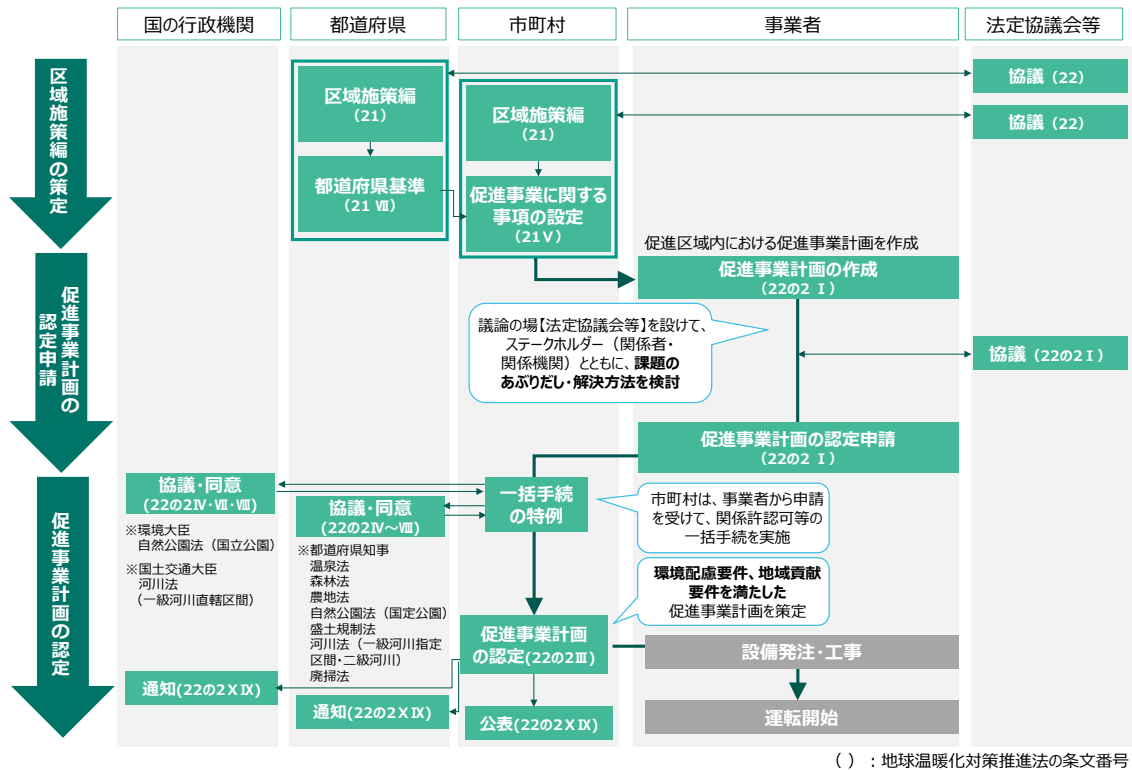 国の行政機関
都道府県
市町村
事業者
法定協議会等
区域施策編の策定
区域施策編
(21)
都道府県基準
(21 Ⅶ)
区域施策編
(21)
促進事業に関する
事項の設定
(21Ⅴ)
協議（22）
協議（22）
促進事業計画の
認定申請
促進区域内における促進事業計画を作成
促進事業計画の作成
(22の2 Ⅰ)
議論の場【法定協議会等】を設けて、
ステークホルダー（関係者・
関係機関）とともに、課題の
あぶりだし・解決方法を検討
協議（22の2Ⅰ）
促進事業計画の認定申請
(22の2 Ⅰ)
促進事業計画の認定
協議・同意
(22の2Ⅳ・Ⅶ・Ⅷ)
※環境大臣
自然公園法（国立公園）
※国土交通大臣
河川法
（一級河川直轄区間）
協議・同意
(22の2Ⅳ～Ⅷ)
※都道府県知事
温泉法
森林法
農地法
自然公園法（国定公園）
盛土規制法
河川法（一級河川指定
区間・二級河川）
廃掃法
一括手続
の特例
市町村は、事業者から申請
を受けて、関係許認可等の
一括手続を実施
環境配慮要件、地域貢献
要件を満たした
促進事業計画を策定
促進事業計画
の認定(22の2Ⅲ)
設備発注・工事
運転開始
通知(22の2ⅩⅨ)
通知(22の2ⅩⅨ)
公表(22の2ⅩⅨ)
（ ）：地球温暖化対策推進法の条文番号